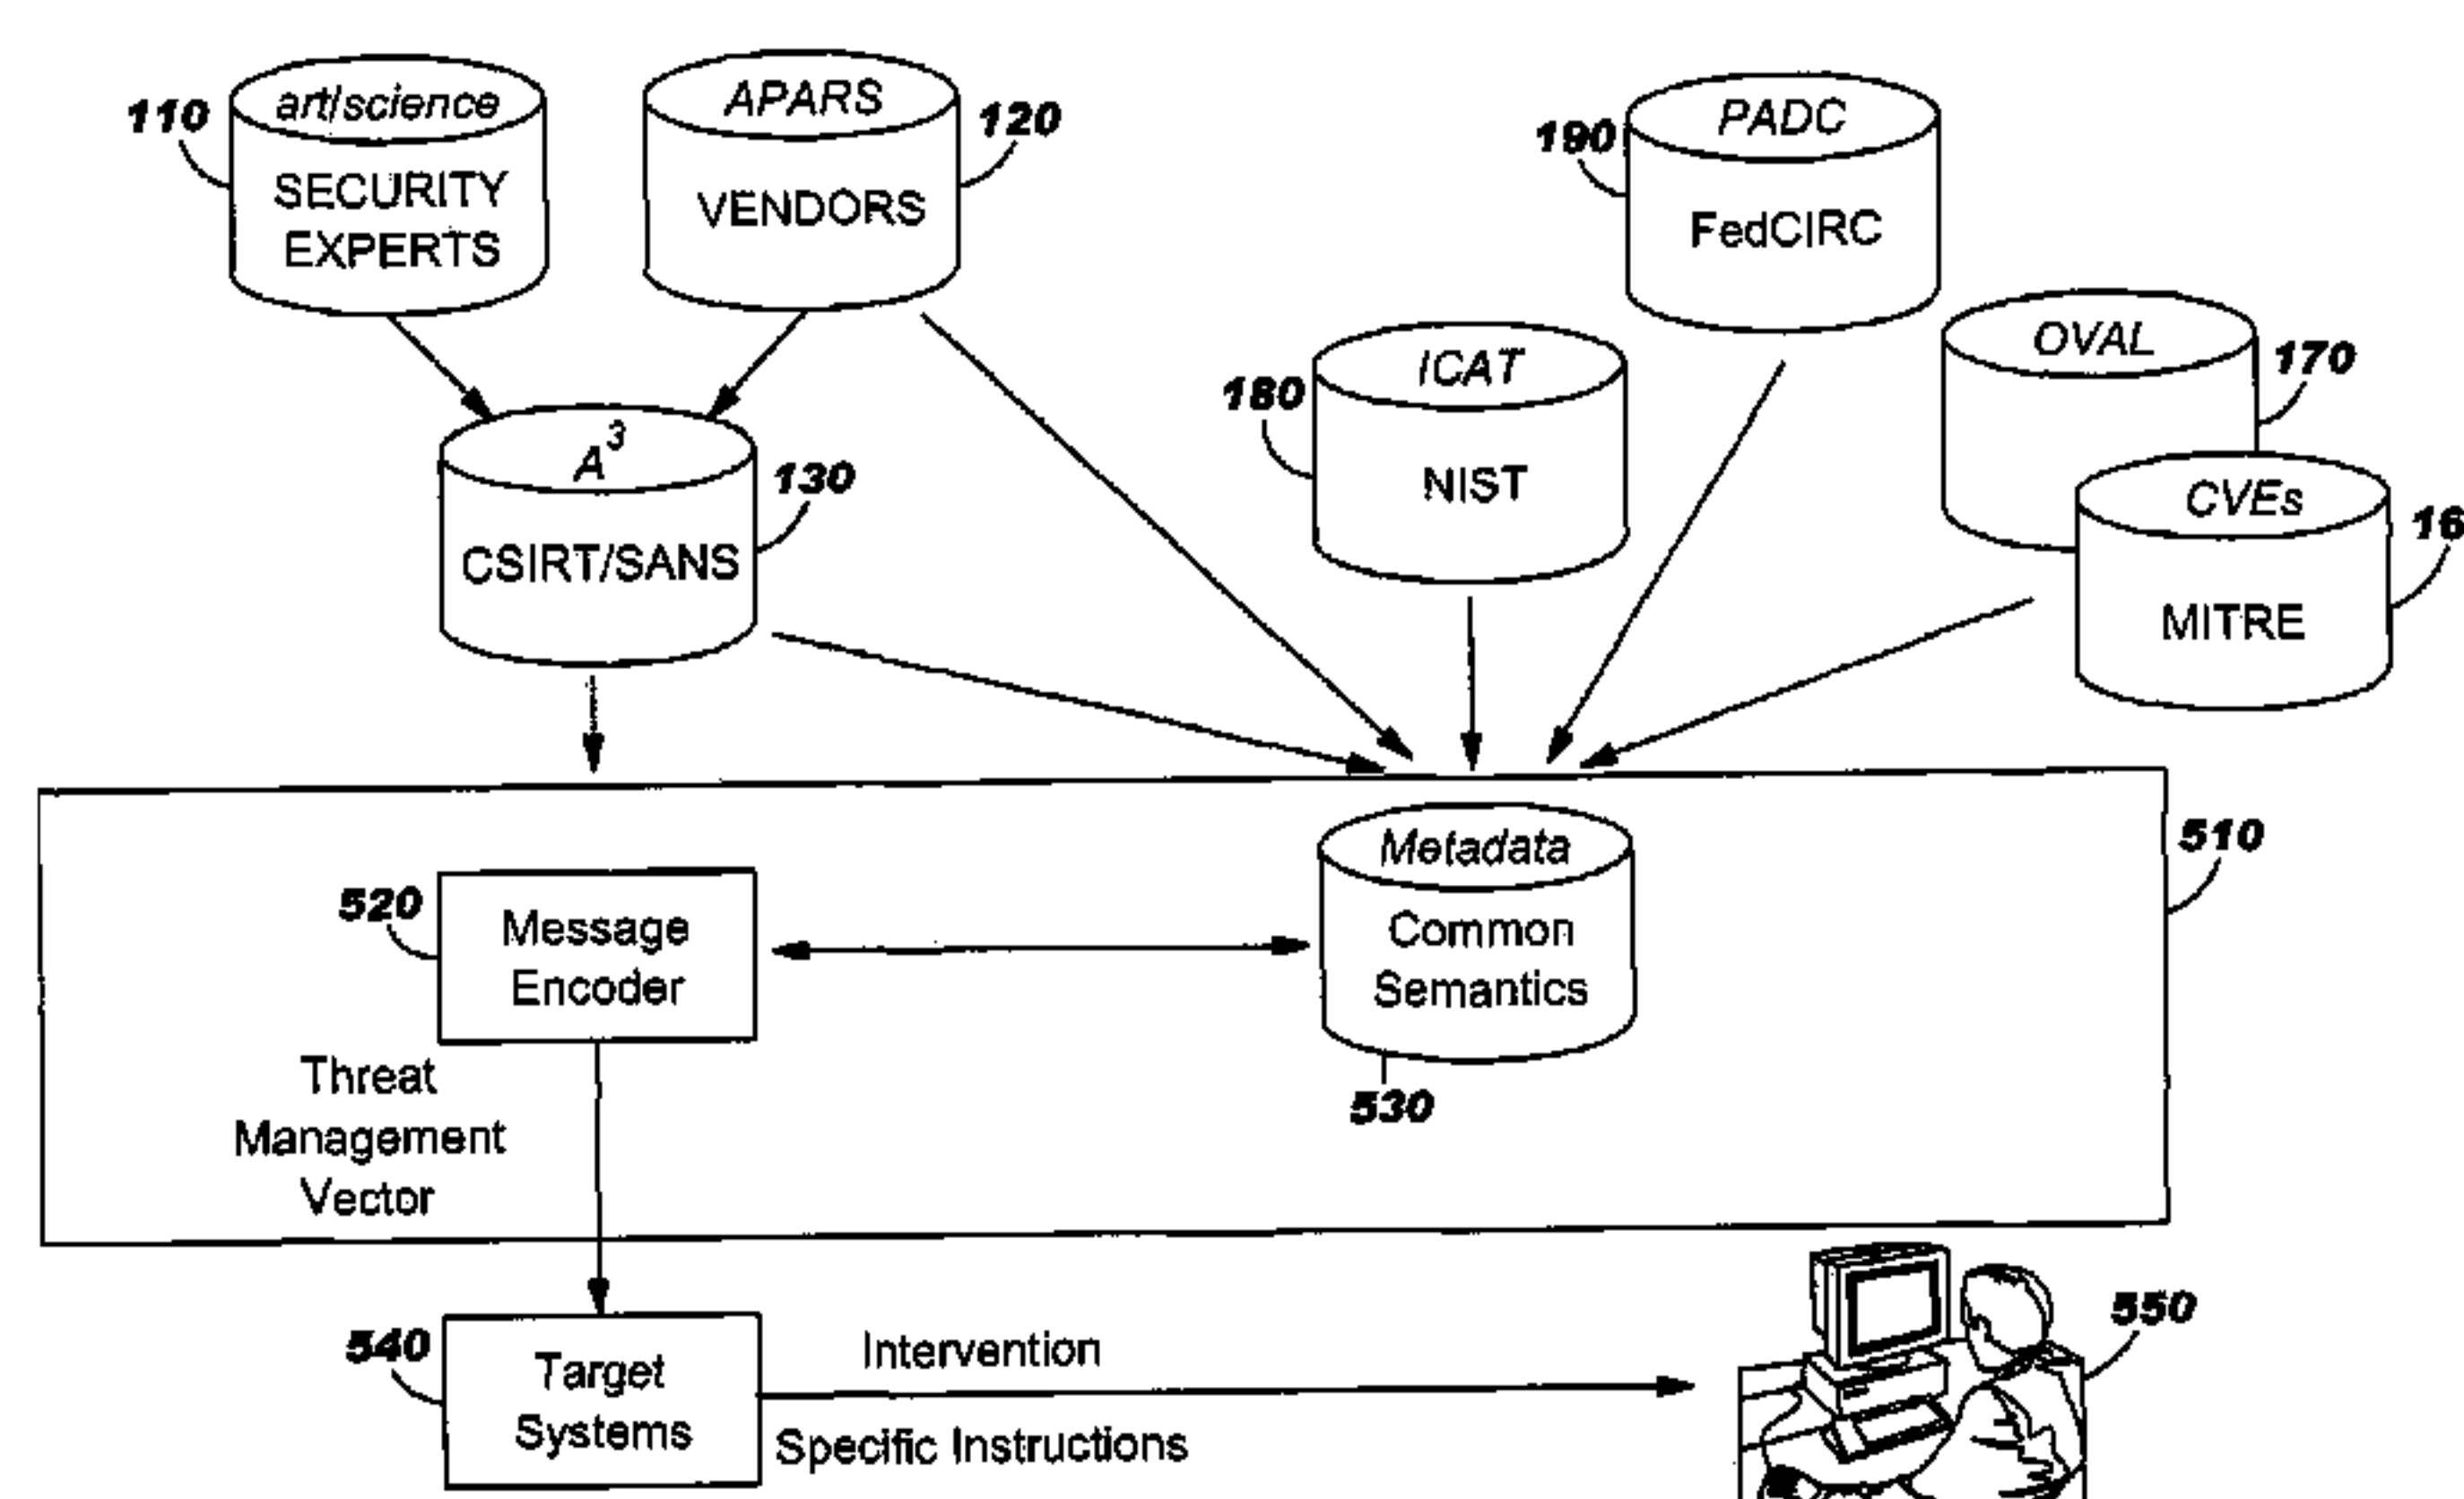 110
art/science
SECURITY
EXPERTS
APARS
VENDORS
120
190
PADC
FedCIRC
OVAL
170
180
ICAT
NIST
A³
CSIRT/SANS
130
CVEs
MITRE
16
510
520
Message
Encoder
Metadata
Common
Semantics
530
Threat
Management
Vector
540
Target
Systems
Intervention
Specific Instructions
550